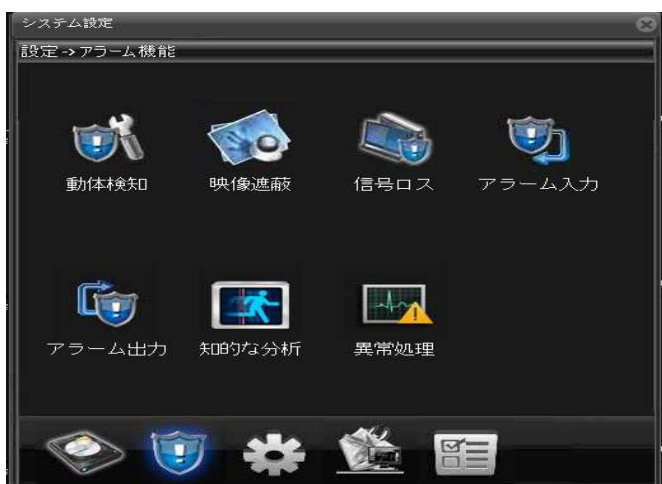 システム設定
設定->アラーム機能
動体検知 映像遮蔽 信号ロス アラーム入力
アラーム出力 知的な分析 異常処理